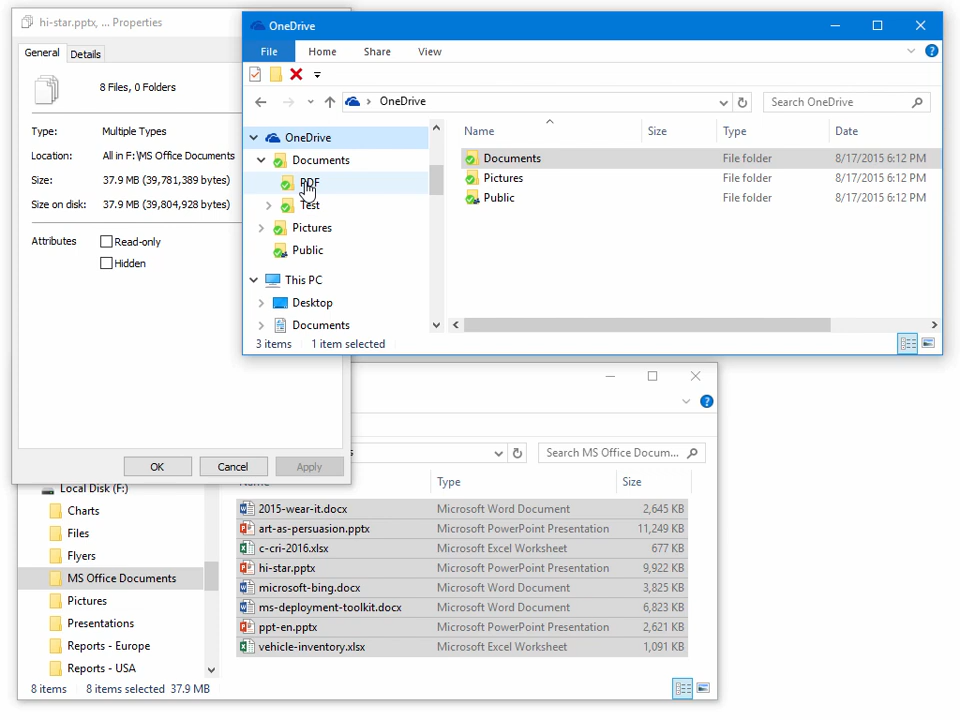 hi-star.pptx, ... Properties
General Details
8 Files, 0 Folders
Type: Multiple Types
Location: All in F:\MS Office Documents
Size: 37.9 MB (39,781,389 bytes)
Size on disk: 37.9 MB (39,804,928 bytes)
Attributes Read-only
Hidden
OK Cancel Apply
OneDrive
File Home Share View
OneDrive
Search OneDrive
OneDrive
Documents
PDF
Test
Pictures
Public
This PC
Desktop
Documents
Name Size Type Date
Documents File folder 8/17/2015 6:12 PM
Pictures File folder 8/17/2015 6:12 PM
Public File folder 8/17/2015 6:12 PM
3 items 1 item selected
Search MS Office Docum...
Local Disk (F:)
Charts
Files
Flyers
MS Office Documents
Pictures
Presentations
Reports - Europe
Reports - USA
Name Type Size
2015-wear-it.docx Microsoft Word Document 2,645 KB
art-as-persuasion.pptx Microsoft PowerPoint Presentation 11,249 KB
c-cri-2016.xlsx Microsoft Excel Worksheet 677 KB
hi-star.pptx Microsoft PowerPoint Presentation 9,922 KB
microsoft-bing.docx Microsoft Word Document 3,825 KB
ms-deployment-toolkit.docx Microsoft Word Document 6,823 KB
ppt-en.pptx Microsoft PowerPoint Presentation 2,621 KB
vehicle-inventory.xlsx Microsoft Excel Worksheet 1,091 KB
8 items 8 items selected 37.9 MB